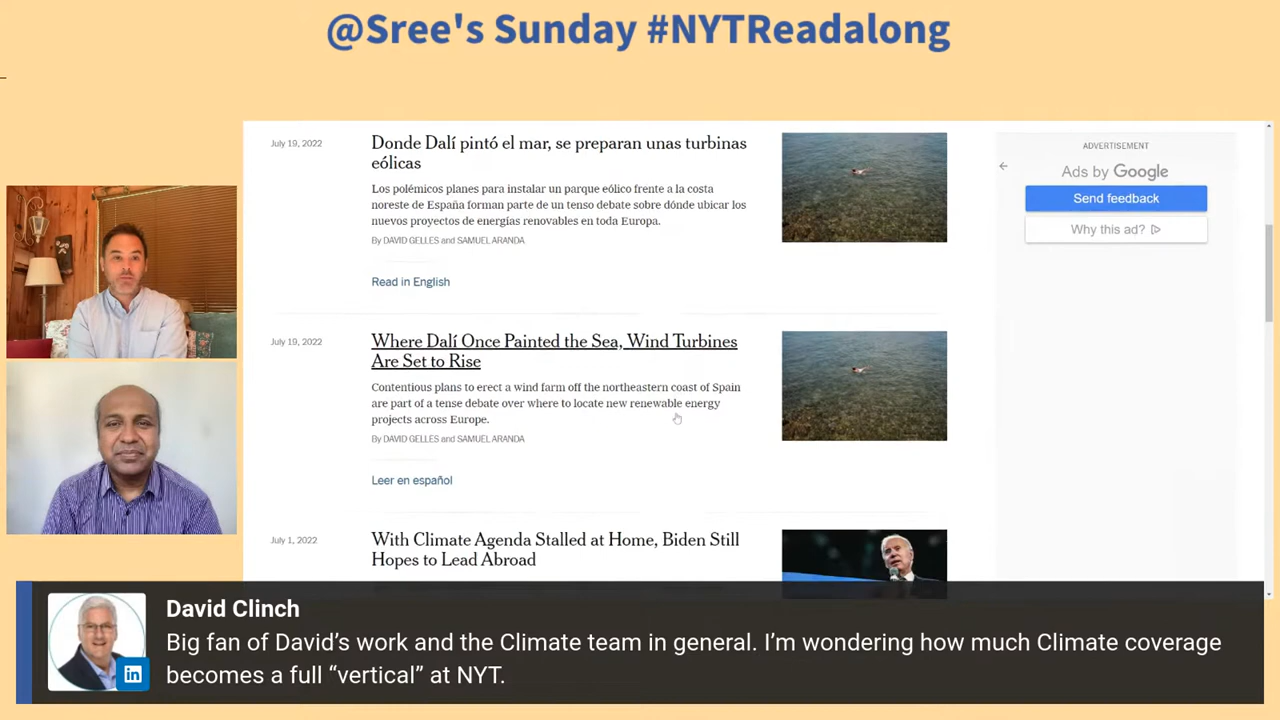 @Sree's Sunday #NYTReadalong
July 19, 2022
Donde Dalí pintó el mar, se preparan unas turbinas
eólicas
Los polémicos planes para instalar un parque eólico frente a la costa
noreste de España forman parte de un tenso debate sobre dónde ubicar los
nuevos proyectos de energías renovables en toda Europa.
By DAVID GELLES and SAMUEL ARANDA
Read in English
ADVERTISEMENT
Ads by Google
Send feedback
Why this ad?
July 19, 2022
Where Dalí Once Painted the Sea, Wind Turbines
Are Set to Rise
Contentious plans to erect a wind farm off the northeastern coast of Spain
are part of a tense debate over where to locate new renewable energy
projects across Europe.
By DAVID GELLES and SAMUEL ARANDA
Leer en español
July 1, 2022
With Climate Agenda Stalled at Home, Biden Still
Hopes to Lead Abroad
David Clinch
Big fan of David’s work and the Climate team in general. I’m wondering how much Climate coverage
becomes a full “vertical” at NYT.
in